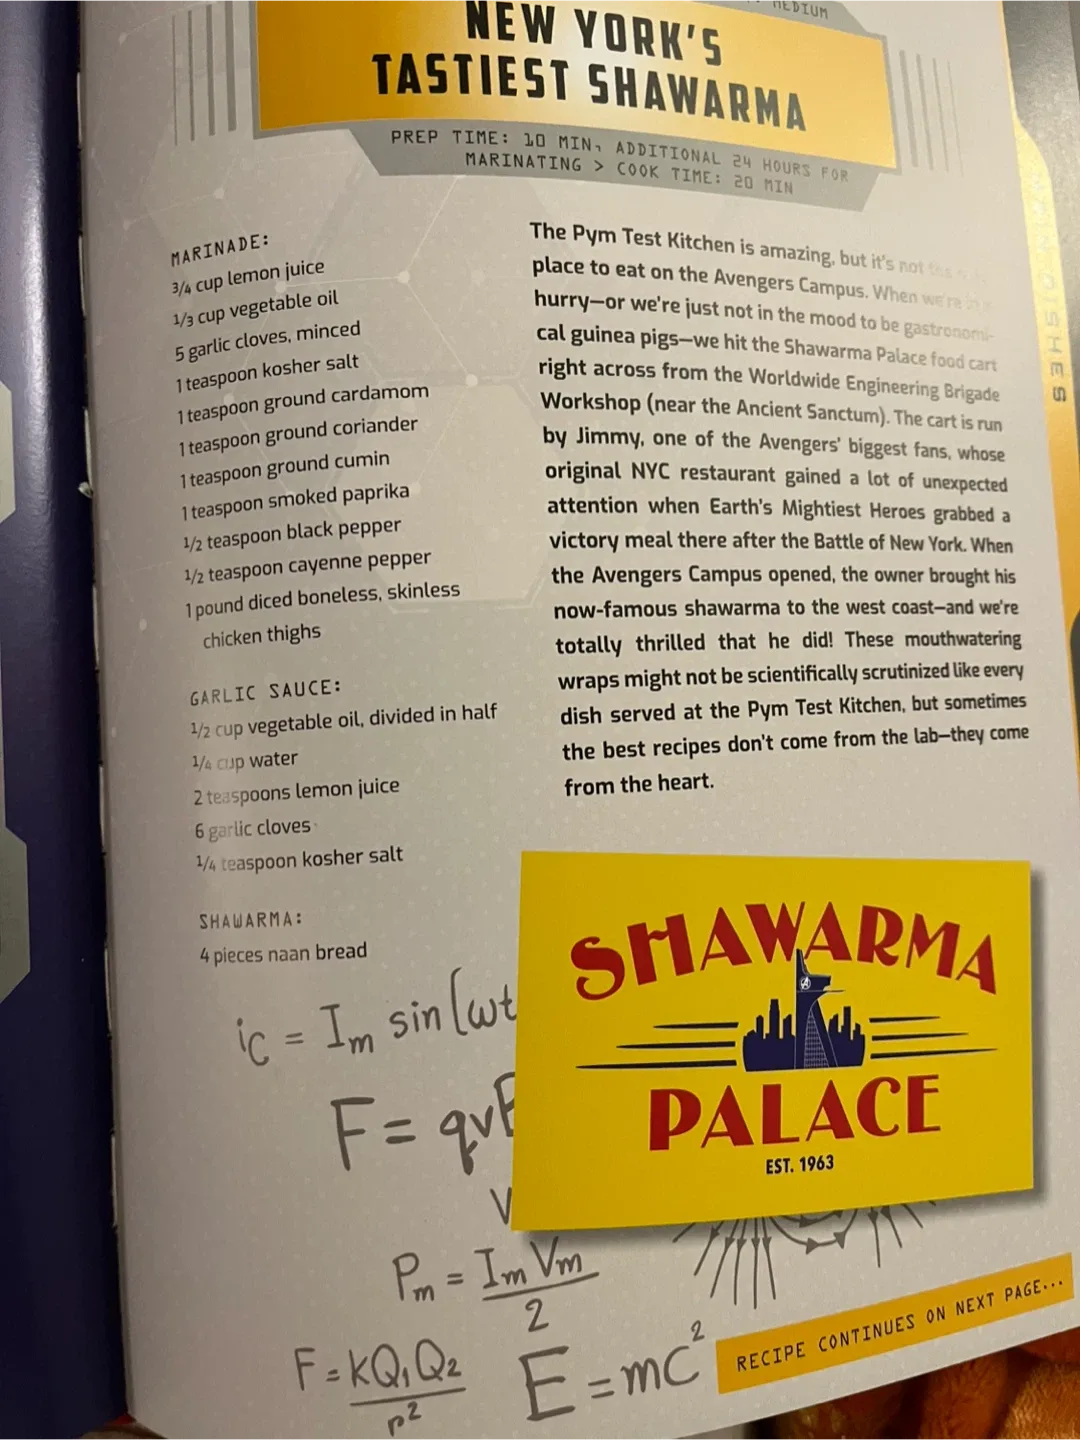 MEDIUM
NEW YORK'S
TASTIEST SHAWARMA
PREP TIME: 10 MIN, ADDITIONAL 24 HOURS FOR
MARINATING > COOK TIME: 20 MIN
MARINADE:
3/4 cup lemon juice
1/3 cup vegetable oil
5 garlic cloves, minced
1 teaspoon kosher salt
1 teaspoon ground cardamom
1 teaspoon ground coriander
1 teaspoon ground cumin
1 teaspoon smoked paprika
1/2 teaspoon black pepper
1/2 teaspoon cayenne pepper
1 pound diced boneless, skinless
chicken thighs
GARLIC SAUCE:
1/2 cup vegetable oil, divided in half
1/4 cup water
2 teaspoons lemon juice
6 garlic cloves
1/4 teaspoon kosher salt
SHAWARMA:
4 pieces naan bread
The Pym Test Kitchen is amazing, but it's not the only
place to eat on the Avengers Campus. When we're in a
hurry—or we're just not in the mood to be gastronomi-
cal guinea pigs—we hit the Shawarma Palace food cart
right across from the Worldwide Engineering Brigade
Workshop (near the Ancient Sanctum). The cart is run
by Jimmy, one of the Avengers' biggest fans, whose
original NYC restaurant gained a lot of unexpected
attention when Earth's Mightiest Heroes grabbed a
victory meal there after the Battle of New York. When
the Avengers Campus opened, the owner brought his
now-famous shawarma to the west coast—and we're
totally thrilled that he did! These mouthwatering
wraps might not be scientifically scrutinized like every
dish served at the Pym Test Kitchen, but sometimes
the best recipes don't come from the lab—they come
from the heart.
SHAWARMA
PALACE
EST. 1963
ic = Im sin(ωt
F = qvB
V
Pm = Im Vm
2
F = kQ1Q2
r²
E = mc²
RECIPE CONTINUES ON NEXT PAGE...
DISHES